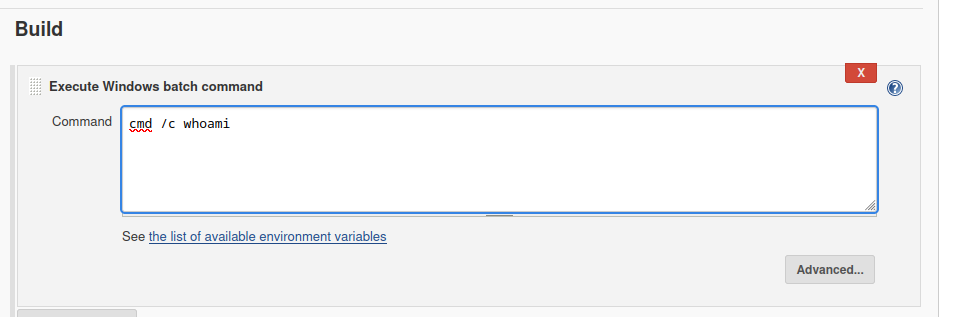 Build
X
Execute Windows batch command
?
Command
cmd /c whoami
See the list of available environment variables
Advanced...